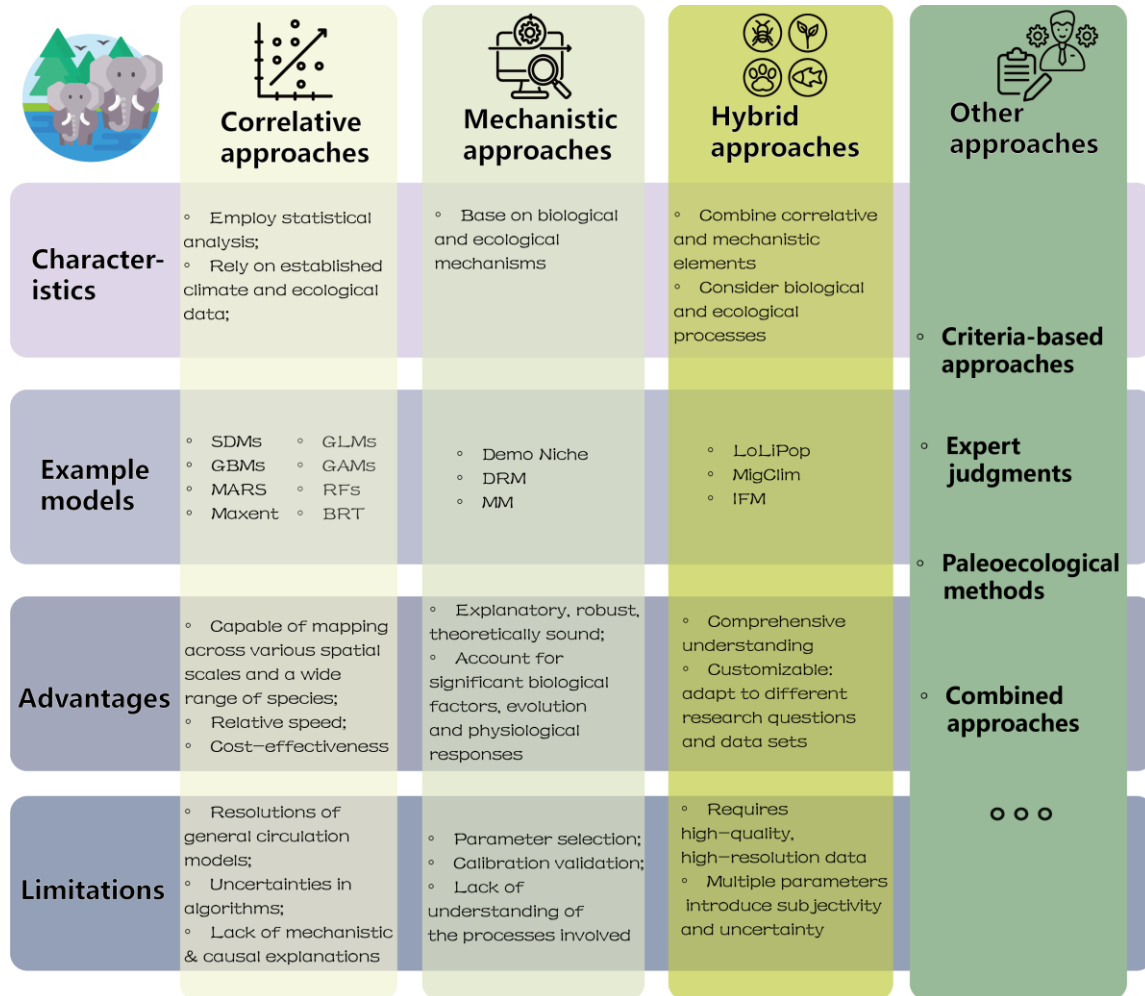 Correlative
approaches
Mechanistic
approaches
Hybrid
approaches
Other
approaches
Character-
istics
◦ Employ statistical
analysis;
◦ Rely on established
climate and ecological
data;
◦ Base on biological
and ecological
mechanisms
◦ Combine correlative
and mechanistic
elements
◦ Consider biological
and ecological
processes
Example
models
◦ SDMs ◦ GLMs
◦ GBMs ◦ GAMs
◦ MARS ◦ RFs
◦ Maxent ◦ BRT
◦ Demo Niche
◦ DRM
◦ MM
◦ LoLiPop
◦ MigClim
◦ IFM
Advantages
◦ Capable of mapping
across various spatial
scales and a wide
range of species;
◦ Relative speed;
◦ Cost-effectiveness
◦ Explanatory, robust,
theoretically sound;
◦ Account for
significant biological
factors, evolution
and physiological
responses
◦ Comprehensive
understanding
◦ Customizable:
adapt to different
research questions
and data sets
Limitations
◦ Resolutions of
general circulation
models;
◦ Uncertainties in
algorithms;
◦ Lack of mechanistic
& causal explanations
◦ Parameter selection;
◦ Calibration validation;
◦ Lack of
understanding of
the processes involved
◦ Requires
high-quality,
high-resolution data
◦ Multiple parameters
introduce subjectivity
and uncertainty
◦ Criteria-based
approaches
◦ Expert
judgments
◦ Paleoecological
methods
◦ Combined
approaches